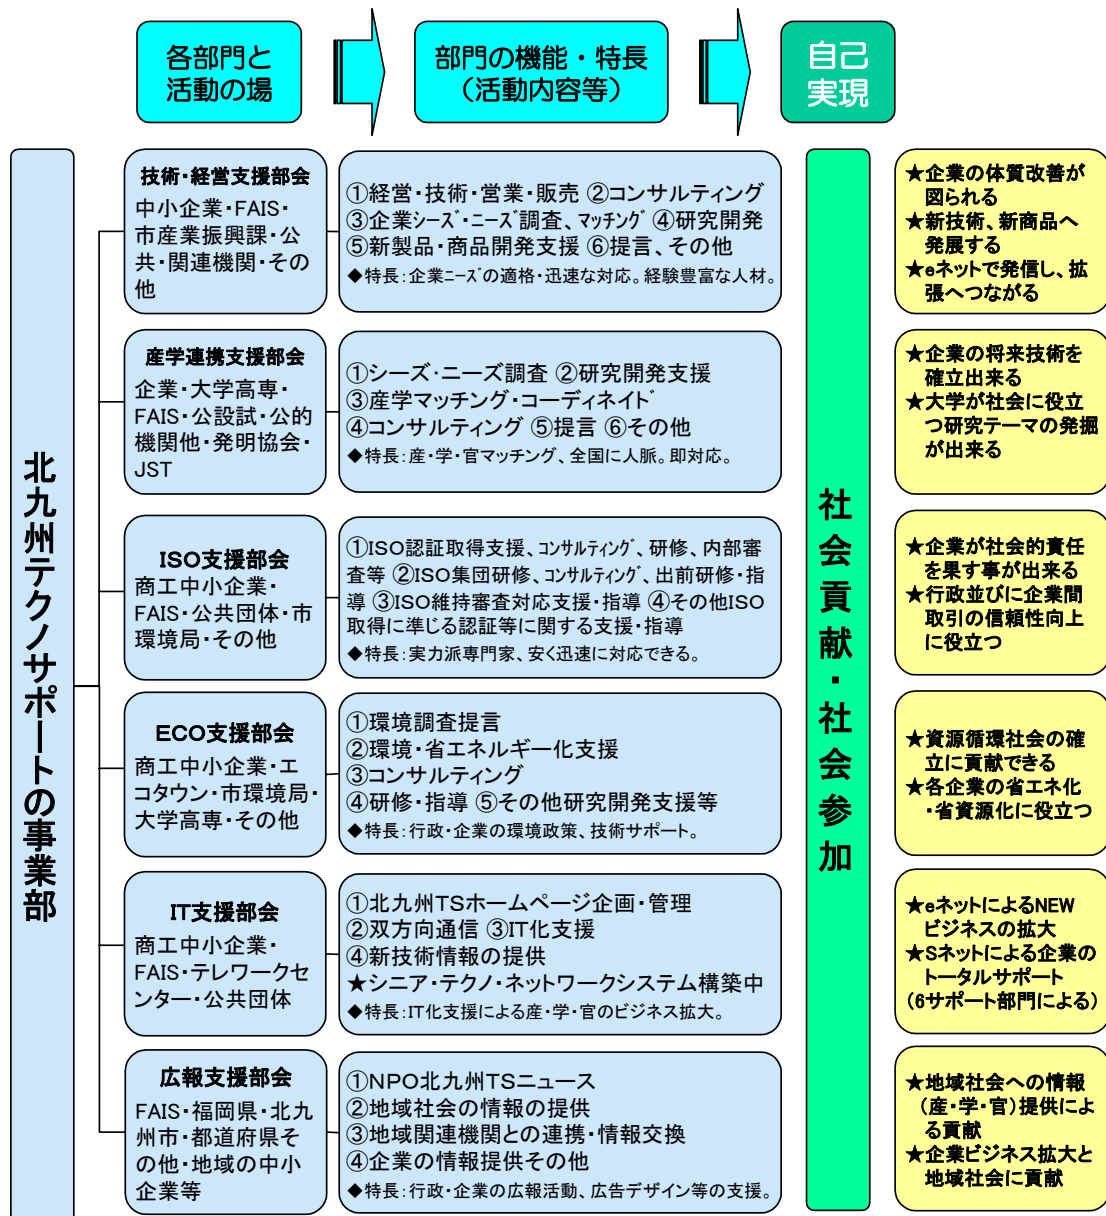 各部門と
活動の場
部門の機能・特長
（活動内容等）
自己
実現
北九州テクノサポートの事業部
技術・経営支援部会
中小企業・FAIS・
市産業振興課・公
共・関連機関・その
他
①経営・技術・営業・販売 ②コンサルティング
③企業シーズ・ニーズ調査、マッチング ④研究開発
⑤新製品・商品開発支援 ⑥提言、その他
◆特長：企業ニーズの適格・迅速な対応。経験豊富な人材。
産学連携支援部会
企業・大学高専・
FAIS・公設試・公的
機関他・発明協会・
JST
①シーズ・ニーズ調査 ②研究開発支援
③産学マッチング・コーディネイド
④コンサルティング ⑤提言 ⑥その他
◆特長：産・学・官マッチング、全国に人脈。即対応。
ISO支援部会
商工中小企業・
FAIS・公共団体・市
環境局・その他
①ISO認証取得支援、コンサルティング、研修、内部審
査等 ②ISO集団研修、コンサルティング、出前研修・指
導 ③ISO維持審査対応支援・指導 ④その他ISO
取得に準じる認証等に関する支援・指導
◆特長：実力派専門家、安く迅速に対応できる。
ECO支援部会
商工中小企業・エ
コタウン・市環境局・
大学高専・その他
①環境調査提言
②環境・省エネルギー化支援
③コンサルティング
④研修・指導 ⑤その他研究開発支援等
◆特長：行政・企業の環境政策、技術サポート。
IT支援部会
商工中小企業・
FAIS・テレワークセ
ンター・公共団体
①北九州TSホームページ企画・管理
②双方向通信 ③IT化支援
④新技術情報の提供
★シニア・テクノ・ネットワークシステム構築中
◆特長：IT化支援による産・学・官のビジネス拡大。
広報支援部会
FAIS・福岡県・北九
州市・都道府県そ
の他・地域の中小
企業等
①NPO北九州TSニュース
②地域社会の情報の提供
③地域関連機関との連携・情報交換
④企業の情報提供その他
◆特長：行政・企業の広報活動、広告デザイン等の支援。
社会貢献・社会参加
★企業の体質改善が
図られる
★新技術、新商品へ
発展する
★eネットで発信し、拡
張へつながる
★企業の将来技術を
確立出来る
★大学が社会に役立
つ研究テーマの発掘
が出来る
★企業が社会的責任
を果す事が出来る
★行政並びに企業間
取引の信頼性向上
に役立つ
★資源循環社会の確
立に貢献できる
★各企業の省エネ化
・省資源化に役立つ
★eネットによるNEW
ビジネスの拡大
★Sネットによる企業の
トータルサポート
（6サポート部門による）
★地域社会への情報
（産・学・官）提供によ
る貢献
★企業ビジネス拡大と
地域社会に貢献